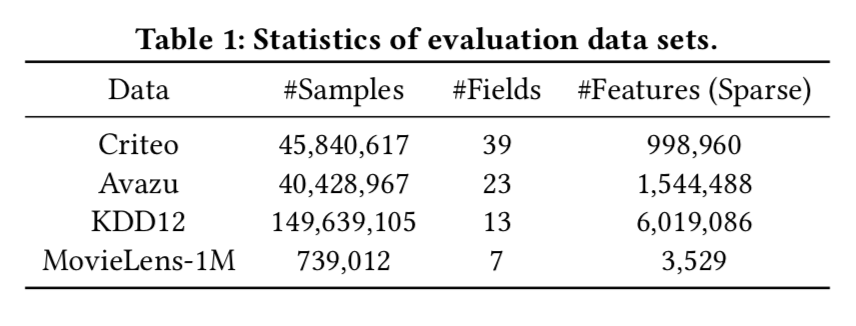 Table 1: Statistics of evaluation data sets.
Data #Samples #Fields #Features (Sparse)
Criteo 45,840,617 39 998,960
Avazu 40,428,967 23 1,544,488
KDD12 149,639,105 13 6,019,086
MovieLens-1M 739,012 7 3,529